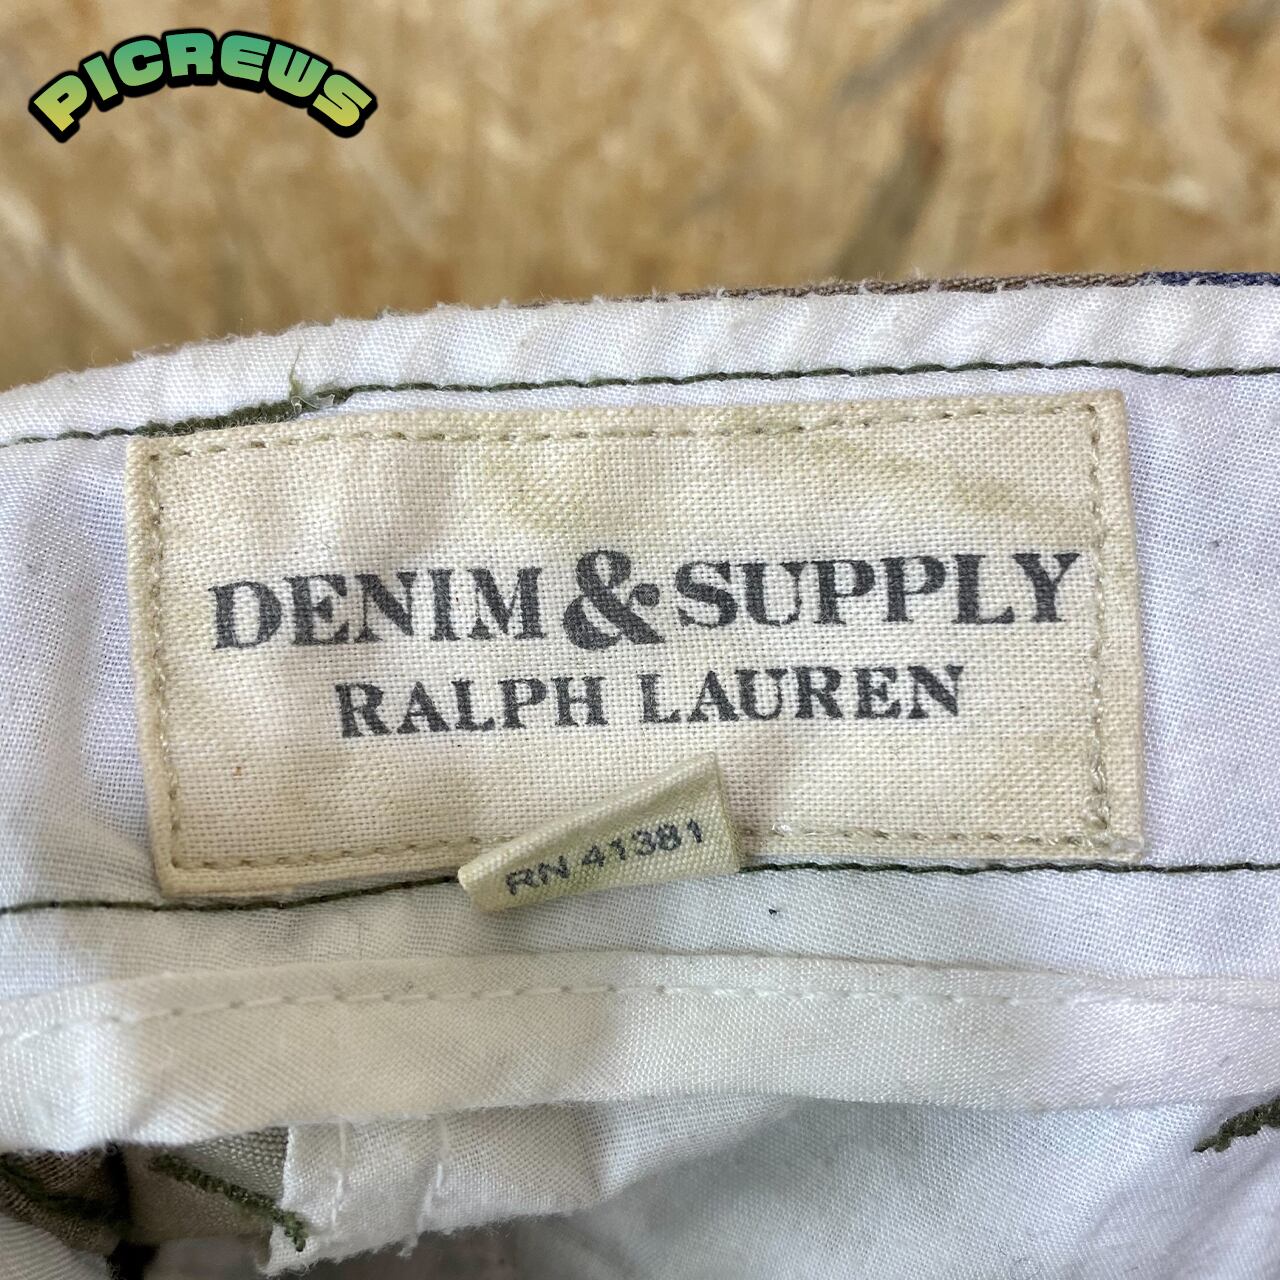 PICREWS
DENIM & SUPPLY
RALPH LAUREN
RN 41381